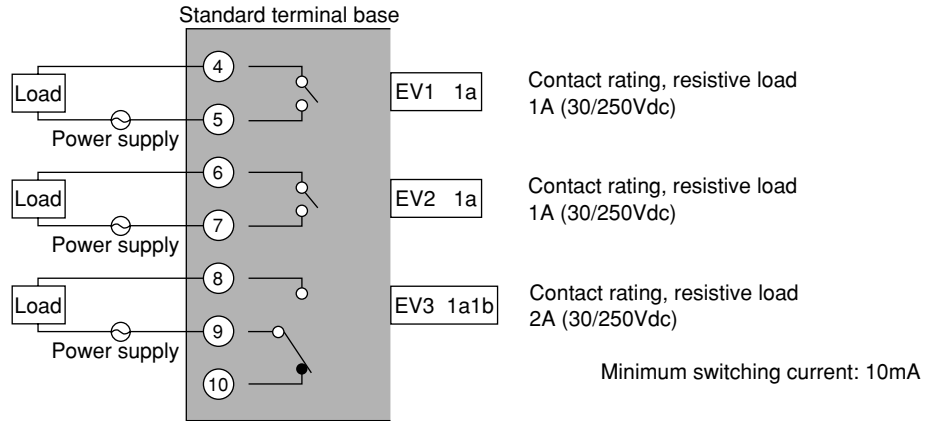 Standard terminal base
4
Load
EV1 1a
Contact rating, resistive load
1A (30/250Vdc)
5
Power supply
6
Load
EV2 1a
Contact rating, resistive load
1A (30/250Vdc)
7
Power supply
8
Load
EV3 1a1b
Contact rating, resistive load
2A (30/250Vdc)
9
Power supply
10
Minimum switching current: 10mA